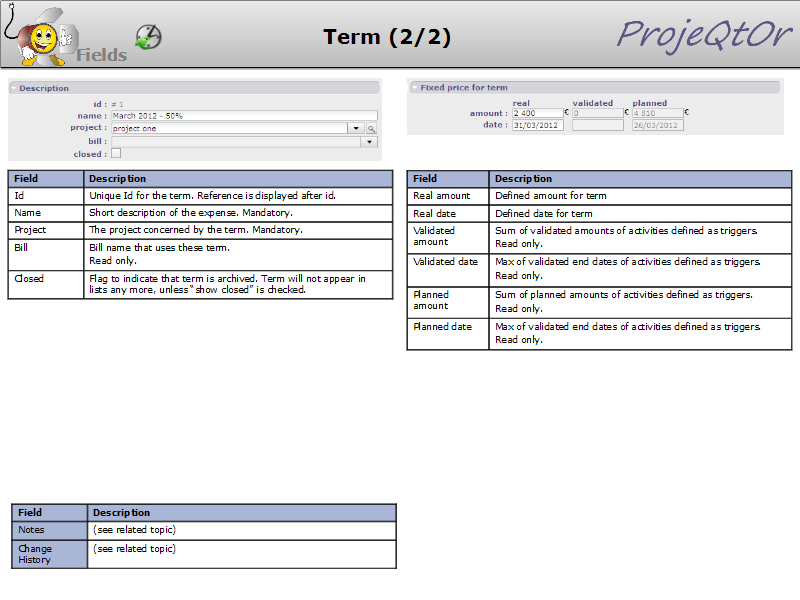 Fields
Term (2/2)
ProjeQtOr
Description
id : # 1
name : March 2012 - 50%
project : project one
bill :
closed :
Field Description
Id Unique Id for the term. Reference is displayed after id.
Name Short description of the expense. Mandatory.
Project The project concerned by the term. Mandatory.
Bill Bill name that uses these term.
Read only.
Closed Flag to indicate that term is archived. Term will not appear in
lists any more, unless “show closed” is checked.
Fixed price for term
real validated planned
amount : 2 400 € 0 € 4 810 €
date : 31/03/2012 26/03/2012
Field Description
Real amount Defined amount for term
Real date Defined date for term
Validated Sum of validated amounts of activities defined as triggers.
amount Read only.
Validated date Max of validated end dates of activities defined as triggers.
Read only.
Planned Sum of planned amounts of activities defined as triggers.
amount Read only.
Planned date Max of validated end dates of activities defined as triggers.
Read only.
Field Description
Notes (see related topic)
Change (see related topic)
History